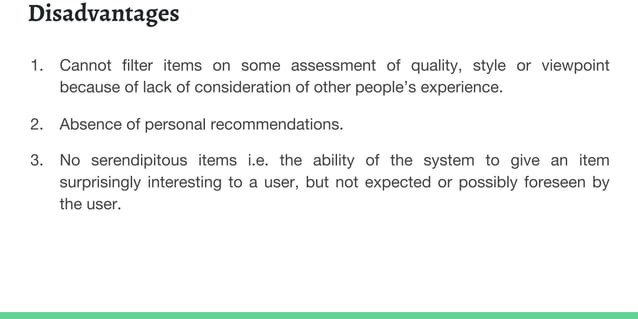 Disadvantages
1. Cannot filter items on some assessment of quality, style or viewpoint
because of lack of consideration of other people’s experience.
2. Absence of personal recommendations.
3. No serendipitous items i.e. the ability of the system to give an item
surprisingly interesting to a user, but not expected or possibly foreseen by
the user.